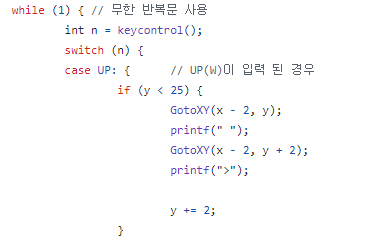 while (1) { // 무한 반복문 사용
int n = keycontrol();
switch (n) {
case UP: { // UP(W)이 입력 된 경우
if (y < 25) {
GotoXY(x - 2, y);
printf(" ");
GotoXY(x - 2, y + 2);
printf(">");
y += 2;
}